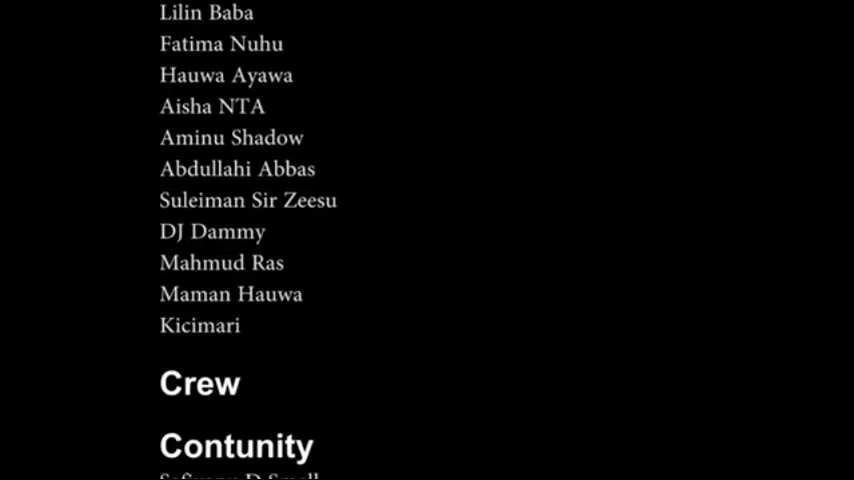 Lilin Baba
Fatima Nuhu
Hauwa Ayawa
Aisha NTA
Aminu Shadow
Abdullahi Abbas
Suleiman Sir Zeesu
DJ Dammy
Mahmud Ras
Maman Hauwa
Kicimari
Crew
Contunity